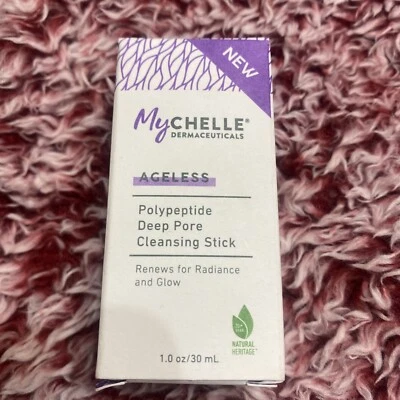 NEW
MyCHELLE®
DERMACEUTICALS
AGELESS
Polypeptide
Deep Pore
Cleansing Stick
Renews for Radiance
and Glow
NATURAL
HERITAGE™
1.0 oz/30 mL